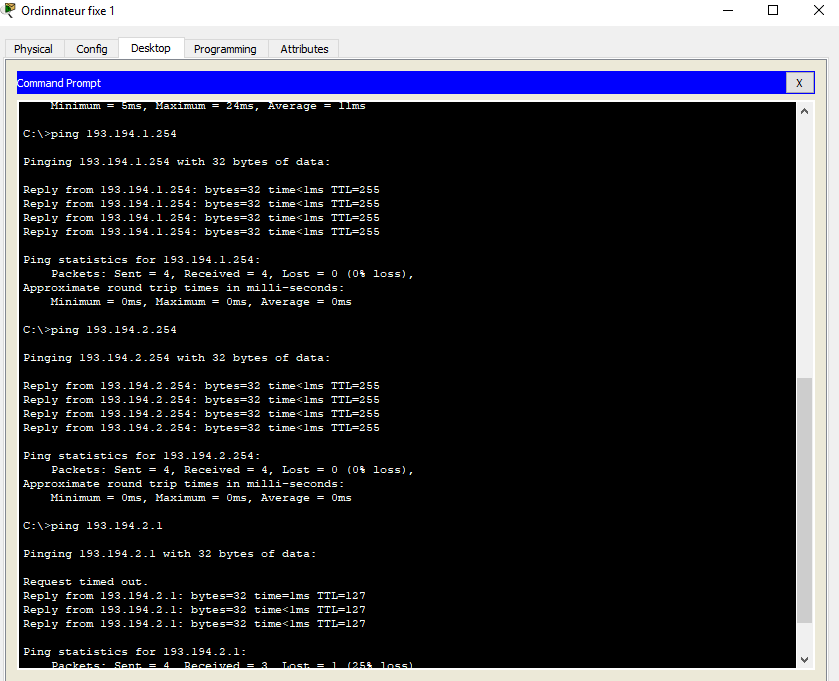 Ordinnateur fixe 1
Physical Config Desktop Programming Attributes
Command Prompt X
Minimum = 5ms, Maximum = 24ms, Average = 11ms
C:\>ping 193.194.1.254
Pinging 193.194.1.254 with 32 bytes of data:
Reply from 193.194.1.254: bytes=32 time<1ms TTL=255
Reply from 193.194.1.254: bytes=32 time<1ms TTL=255
Reply from 193.194.1.254: bytes=32 time<1ms TTL=255
Reply from 193.194.1.254: bytes=32 time<1ms TTL=255
Ping statistics for 193.194.1.254:
Packets: Sent = 4, Received = 4, Lost = 0 (0% loss),
Approximate round trip times in milli-seconds:
Minimum = 0ms, Maximum = 0ms, Average = 0ms
C:\>ping 193.194.2.254
Pinging 193.194.2.254 with 32 bytes of data:
Reply from 193.194.2.254: bytes=32 time<1ms TTL=255
Reply from 193.194.2.254: bytes=32 time<1ms TTL=255
Reply from 193.194.2.254: bytes=32 time<1ms TTL=255
Reply from 193.194.2.254: bytes=32 time<1ms TTL=255
Ping statistics for 193.194.2.254:
Packets: Sent = 4, Received = 4, Lost = 0 (0% loss),
Approximate round trip times in milli-seconds:
Minimum = 0ms, Maximum = 0ms, Average = 0ms
C:\>ping 193.194.2.1
Pinging 193.194.2.1 with 32 bytes of data:
Request timed out.
Reply from 193.194.2.1: bytes=32 time=1ms TTL=127
Reply from 193.194.2.1: bytes=32 time<1ms TTL=127
Reply from 193.194.2.1: bytes=32 time<1ms TTL=127
Ping statistics for 193.194.2.1:
Packets: Sent = 4, Received = 3, Lost = 1 (25% loss),